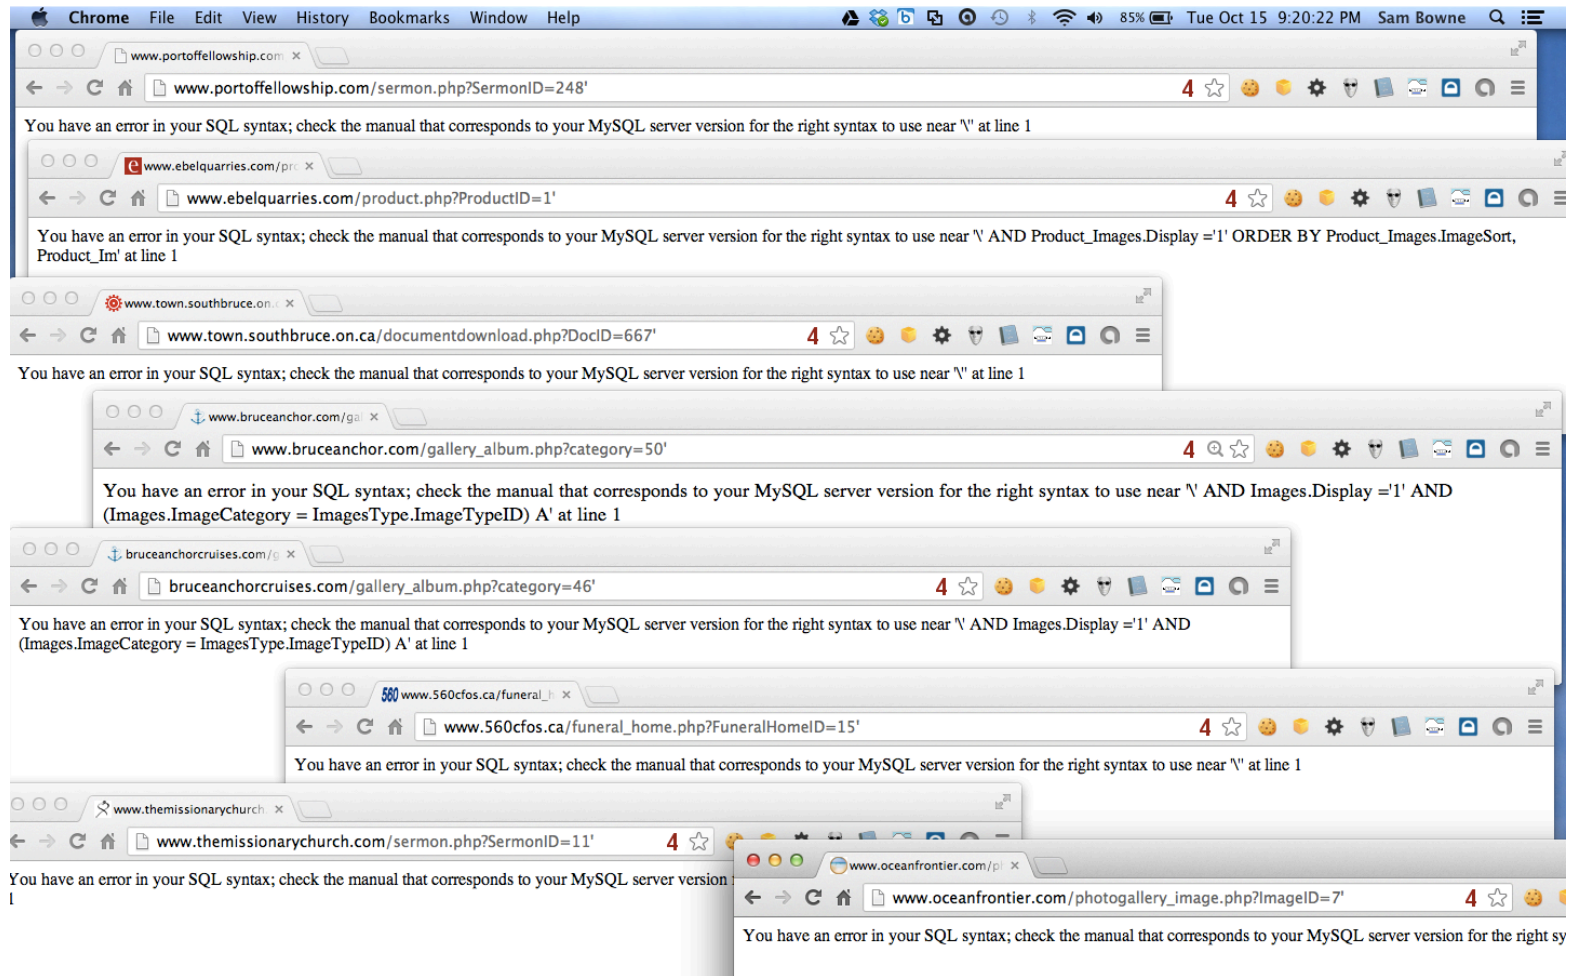 Chrome File Edit View History Bookmarks Window Help 85% Tue Oct 15 9:20:22 PM Sam Bowne
www.portoffellowship.com
www.portoffellowship.com/sermon.php?SermonID=248' 4
You have an error in your SQL syntax; check the manual that corresponds to your MySQL server version for the right syntax to use near '\'' at line 1
e www.ebelquarries.com/pro
www.ebelquarries.com/product.php?ProductID=1' 4
You have an error in your SQL syntax; check the manual that corresponds to your MySQL server version for the right syntax to use near '\' AND Product_Images.Display ='1' ORDER BY Product_Images.ImageSort,
Product_Im' at line 1
www.town.southbruce.on.c
www.town.southbruce.on.ca/documentdownload.php?DocID=667' 4
You have an error in your SQL syntax; check the manual that corresponds to your MySQL server version for the right syntax to use near '\'' at line 1
www.bruceanchor.com/gal
www.bruceanchor.com/gallery_album.php?category=50' 4
You have an error in your SQL syntax; check the manual that corresponds to your MySQL server version for the right syntax to use near '\' AND Images.Display ='1' AND
(Images.ImageCategory = ImagesType.ImageTypeID) A' at line 1
bruceanchorcruises.com/g
bruceanchorcruises.com/gallery_album.php?category=46' 4
You have an error in your SQL syntax; check the manual that corresponds to your MySQL server version for the right syntax to use near '\' AND Images.Display ='1' AND
(Images.ImageCategory = ImagesType.ImageTypeID) A' at line 1
560 www.560cfos.ca/funeral_h
www.560cfos.ca/funeral_home.php?FuneralHomeID=15' 4
You have an error in your SQL syntax; check the manual that corresponds to your MySQL server version for the right syntax to use near '\'' at line 1
www.themissionarychurch.
www.themissionarychurch.com/sermon.php?SermonID=11' 4
You have an error in your SQL syntax; check the manual that corresponds to your MySQL server version
1
www.oceanfrontier.com/ph
www.oceanfrontier.com/photogallery_image.php?ImageID=7' 4
You have an error in your SQL syntax; check the manual that corresponds to your MySQL server version for the right sy